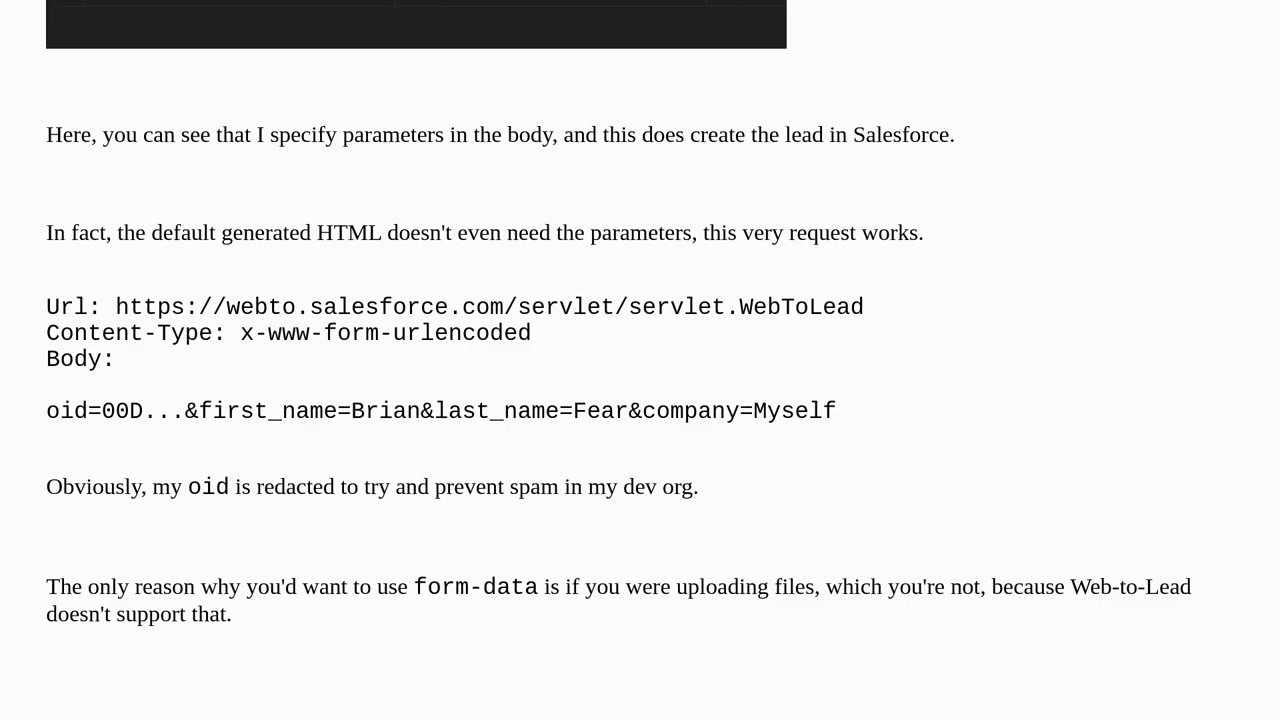 Here, you can see that I specify parameters in the body, and this does create the lead in Salesforce.
In fact, the default generated HTML doesn't even need the parameters, this very request works.
Url: https://webto.salesforce.com/servlet/servlet.WebToLead
Content-Type: x-www-form-urlencoded
Body:
oid=00D...&first_name=Brian&last_name=Fear&company=Myself
Obviously, my oid is redacted to try and prevent spam in my dev org.
The only reason why you'd want to use form-data is if you were uploading files, which you're not, because Web-to-Lead
doesn't support that.